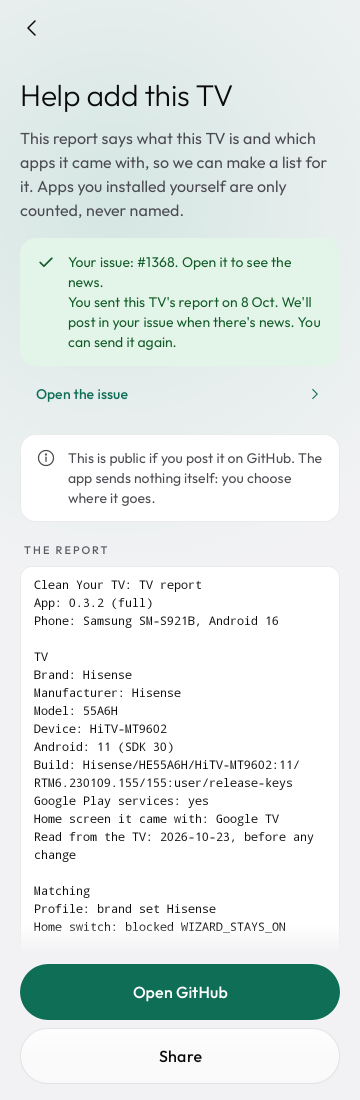 Help add this TV
This report says what this TV is and which
apps it came with, so we can make a list for
it. Apps you installed yourself are only
counted, never named.
Your issue: #1368. Open it to see the
news.
You sent this TV's report on 8 Oct. We'll
post in your issue when there's news. You
can send it again.
Open the issue
This is public if you post it on GitHub. The
app sends nothing itself: you choose
where it goes.
THE REPORT
Clean Your TV: TV report
App: 0.3.2 (full)
Phone: Samsung SM-S921B, Android 16
TV
Brand: Hisense
Manufacturer: Hisense
Model: 55A6H
Device: HiTV-MT9602
Android: 11 (SDK 30)
Build: Hisense/HE55A6H/HiTV-MT9602:11/
RTM6.230109.155/155:user/release-keys
Google Play services: yes
Home screen it came with: Google TV
Read from the TV: 2026-10-23, before any
change
Matching
Profile: brand set Hisense
Home switch: blocked WIZARD_STAYS_ON
Open GitHub
Share